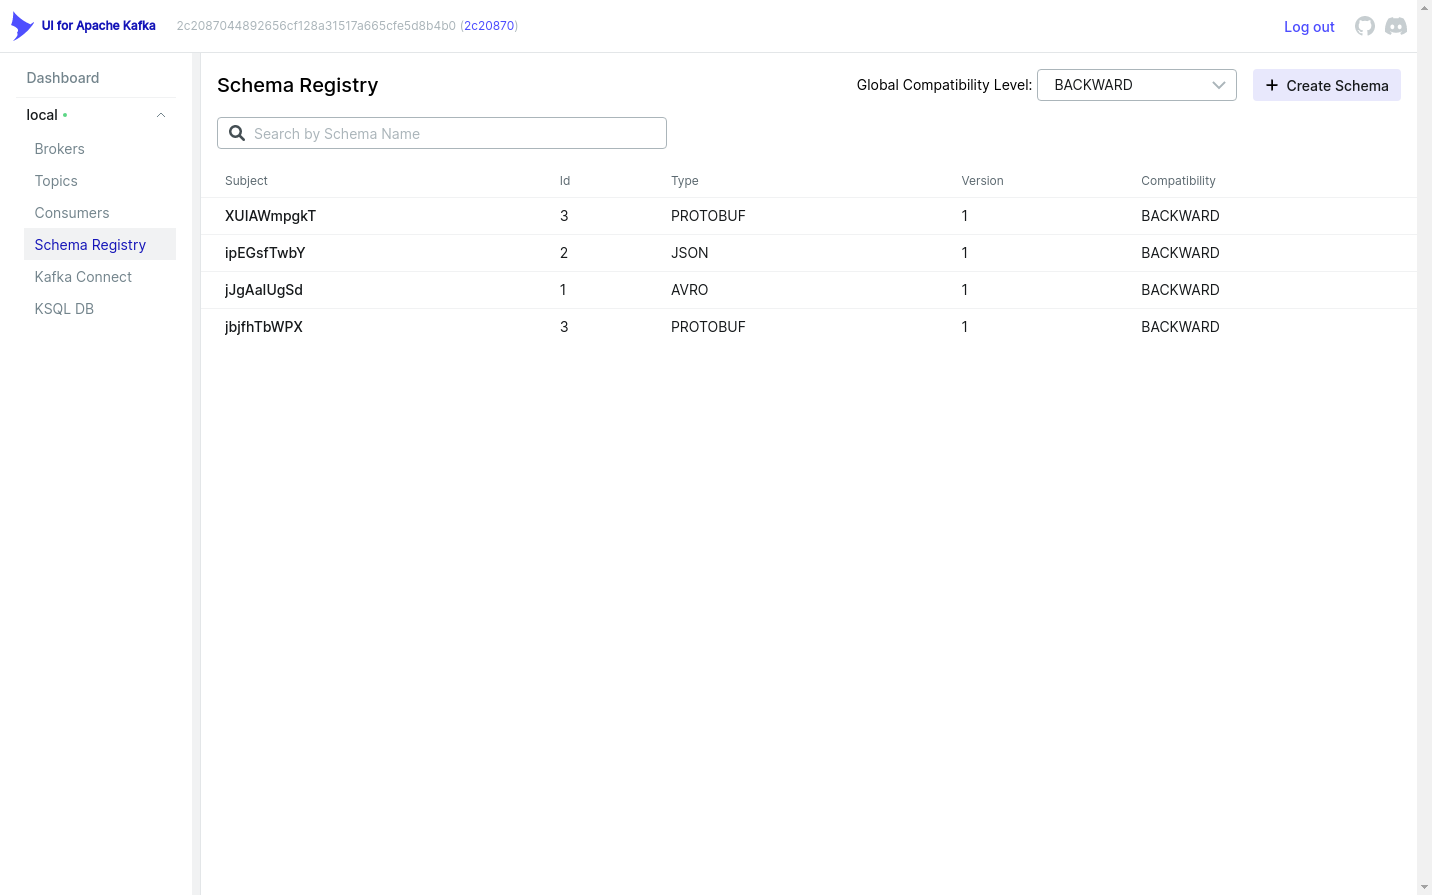 UI for Apache Kafka 2c2087044892656cf128a31517a665cfe5d8b4b0 (2c20870) Log out
Dashboard
local
Brokers
Topics
Consumers
Schema Registry
Kafka Connect
KSQL DB
Schema Registry Global Compatibility Level: BACKWARD Create Schema
Search by Schema Name
Subject Id Type Version Compatibility
XUIAWmpgkT 3 PROTOBUF 1 BACKWARD
ipEGsfTwbY 2 JSON 1 BACKWARD
jJgAaIUgSd 1 AVRO 1 BACKWARD
jbjfhTbWPX 3 PROTOBUF 1 BACKWARD